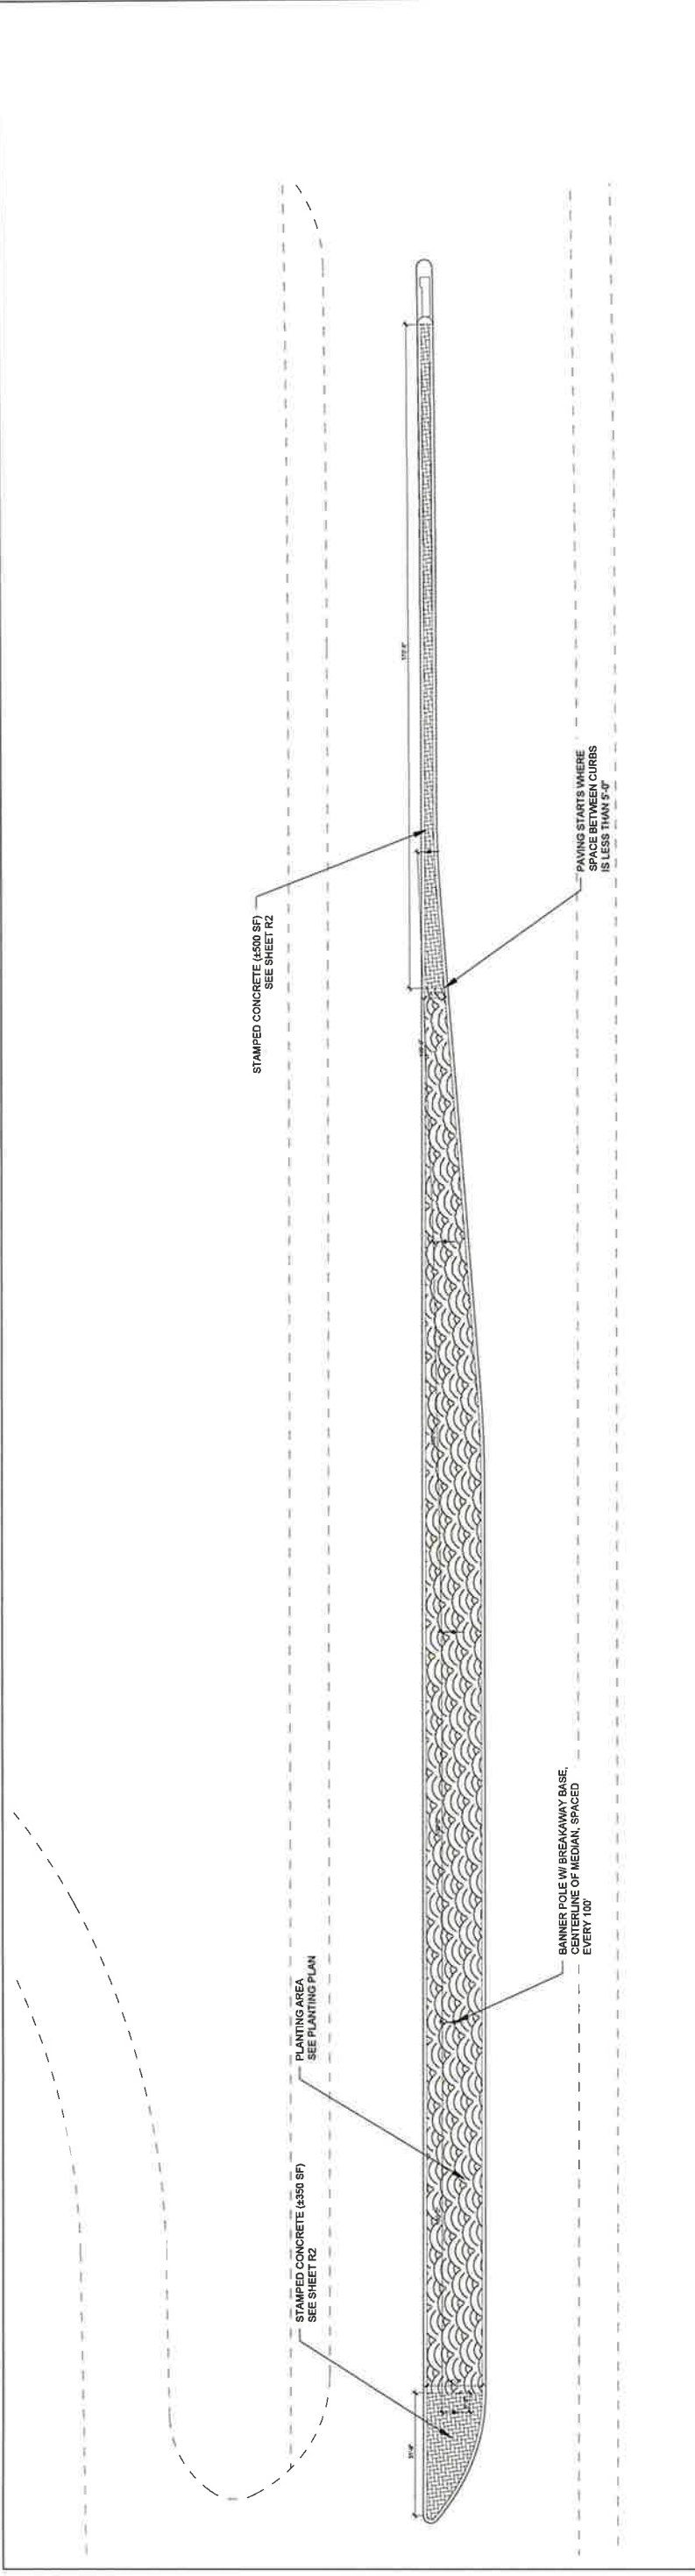 STAMPED CONCRETE (±350 SF)
SEE SHEET R2
PLANTING AREA
SEE PLANTING PLAN
BANNER POLE W/ BREAKAWAY BASE,
CENTERLINE OF MEDIAN, SPACED
EVERY 100'
STAMPED CONCRETE (±500 SF)
SEE SHEET R2
PAVING STARTS WHERE
SPACE BETWEEN CURBS
IS LESS THAN 5'-0"